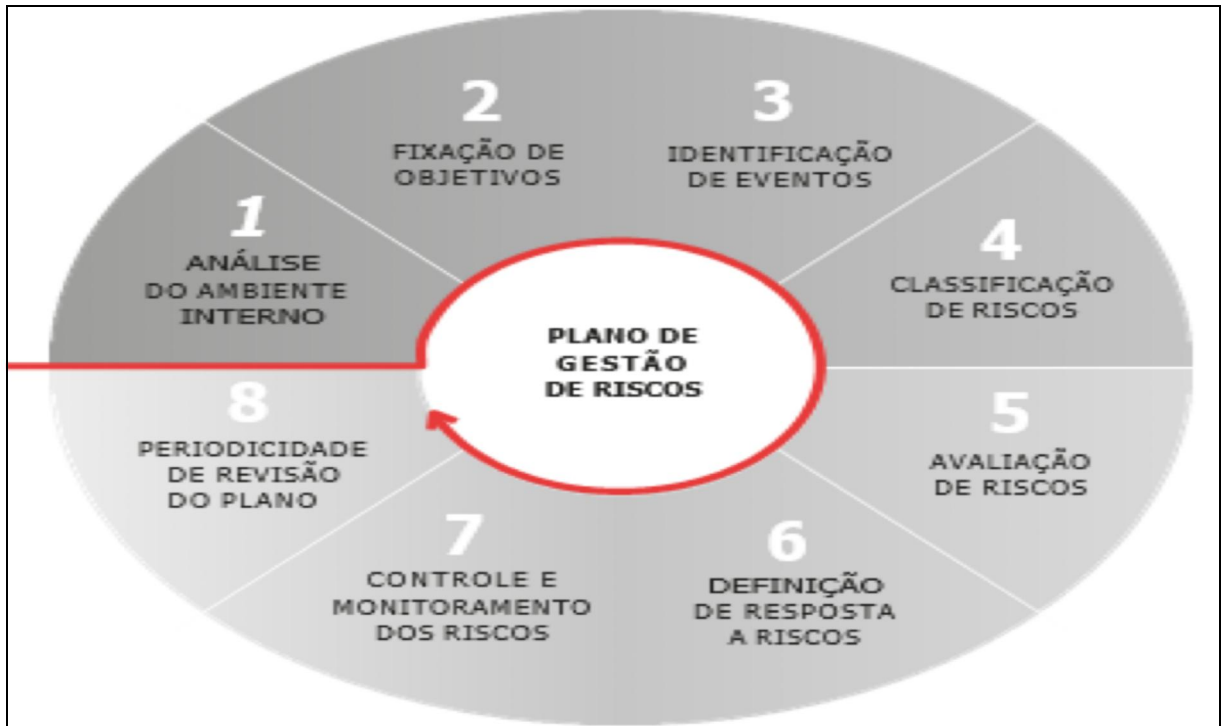 1
ANÁLISE
DO AMBIENTE
INTERNO
2
FIXAÇÃO DE
OBJETIVOS
3
IDENTIFICAÇÃO
DE EVENTOS
4
CLASSIFICAÇÃO
DE RISCOS
5
AVALIAÇÃO
DE RISCOS
6
DEFINIÇÃO
DE RESPOSTA
A RISCOS
7
CONTROLE E
MONITORAMENTO
DOS RISCOS
8
PERIODICIDADE
DE REVISÃO
DO PLANO
PLANO DE
GESTÃO
DE RISCOS